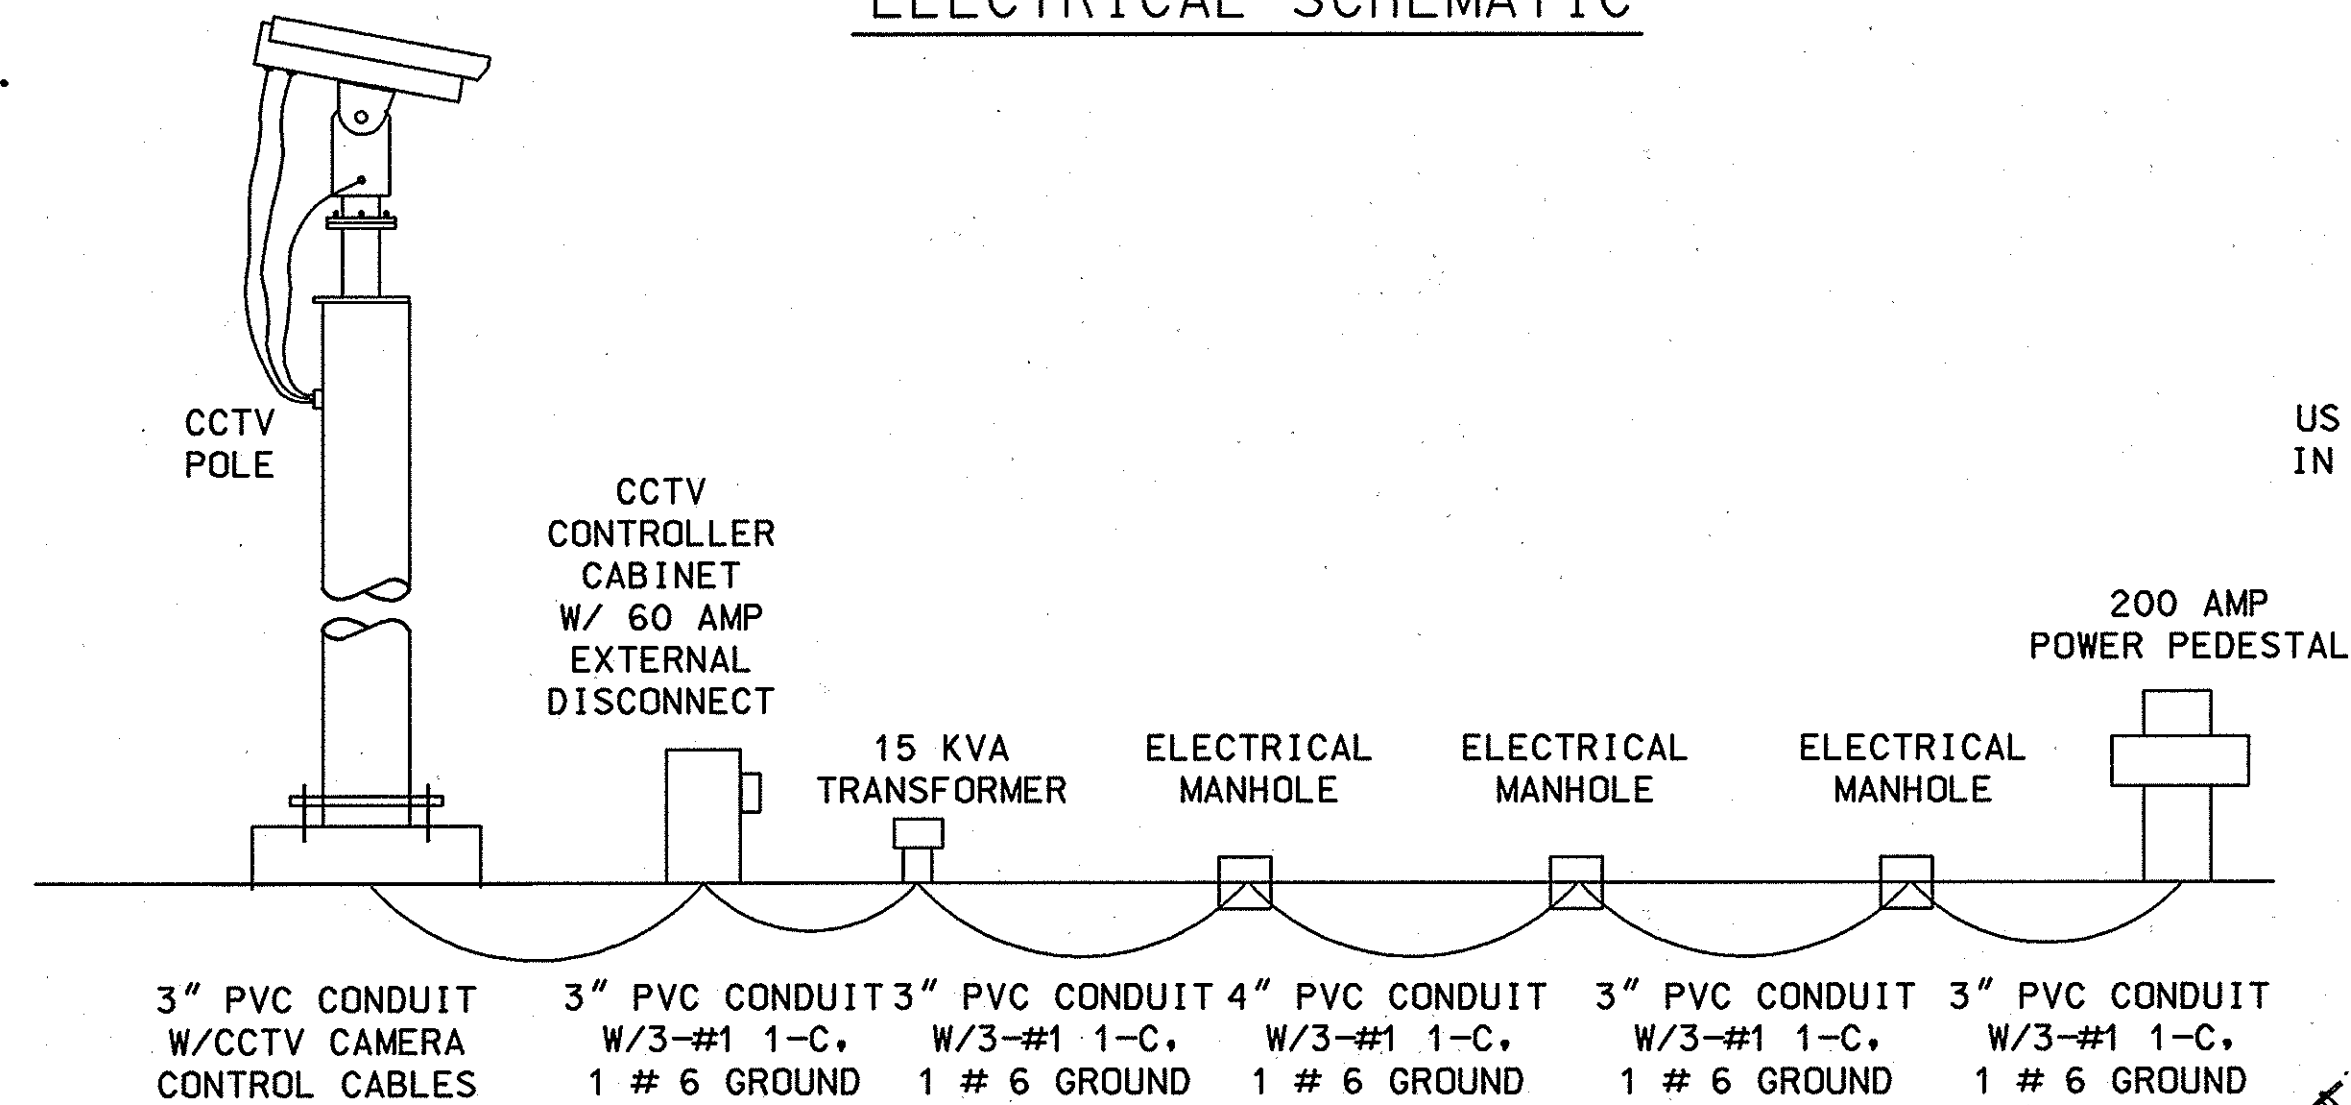 ELECTRICAL SCHEMATIC
CCTV
POLE
CCTV
CONTROLLER
CABINET
W/ 60 AMP
EXTERNAL
DISCONNECT
15 KVA
TRANSFORMER
ELECTRICAL
MANHOLE
ELECTRICAL
MANHOLE
ELECTRICAL
MANHOLE
200 AMP
POWER PEDESTAL
US
IN
3" PVC CONDUIT
W/CCTV CAMERA
CONTROL CABLES
3" PVC CONDUIT
W/3-#1 1-C,
1 # 6 GROUND
3" PVC CONDUIT
W/3-#1 1-C,
1 # 6 GROUND
4" PVC CONDUIT
W/3-#1 1-C,
1 # 6 GROUND
3" PVC CONDUIT
W/3-#1 1-C,
1 # 6 GROUND
3" PVC CONDUIT
W/3-#1 1-C,
1 # 6 GROUND